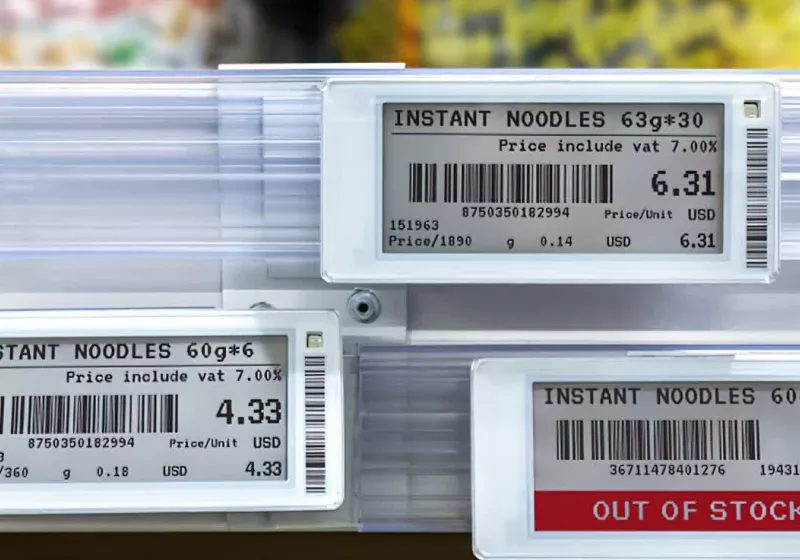 INSTANT NOODLES 63g*30
Price include vat 7.00%
6.31
8750350182994 Price/Unit USD
151963
Price/1890 g 0.14 USD 6.31
STANT NOODLES 60g*6
Price include vat 7.00%
4.33
8750350182994 Price/Unit USD
3
/360 g 0.18 USD 4.33
INSTANT NOODLES 60
36711478401276 19431
OUT OF STOCK